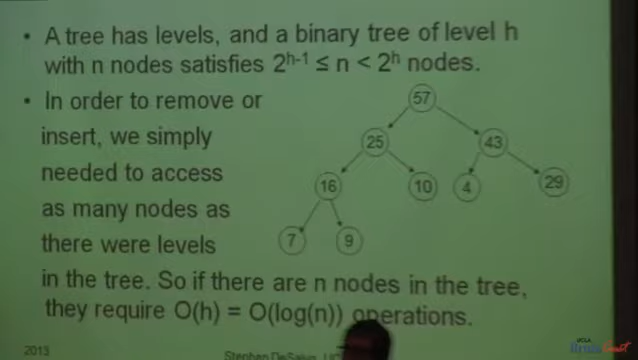 • A tree has levels, and a binary tree of level h
with n nodes satisfies 2^h-1 ≤ n < 2^h nodes.
• In order to remove or
insert, we simply
needed to access
as many nodes as
there were levels
in the tree. So if there are n nodes in the tree,
they require O(h) = O(log(n)) operations.
57
25
43
16
10
4
29
7
9
2013
UCLA